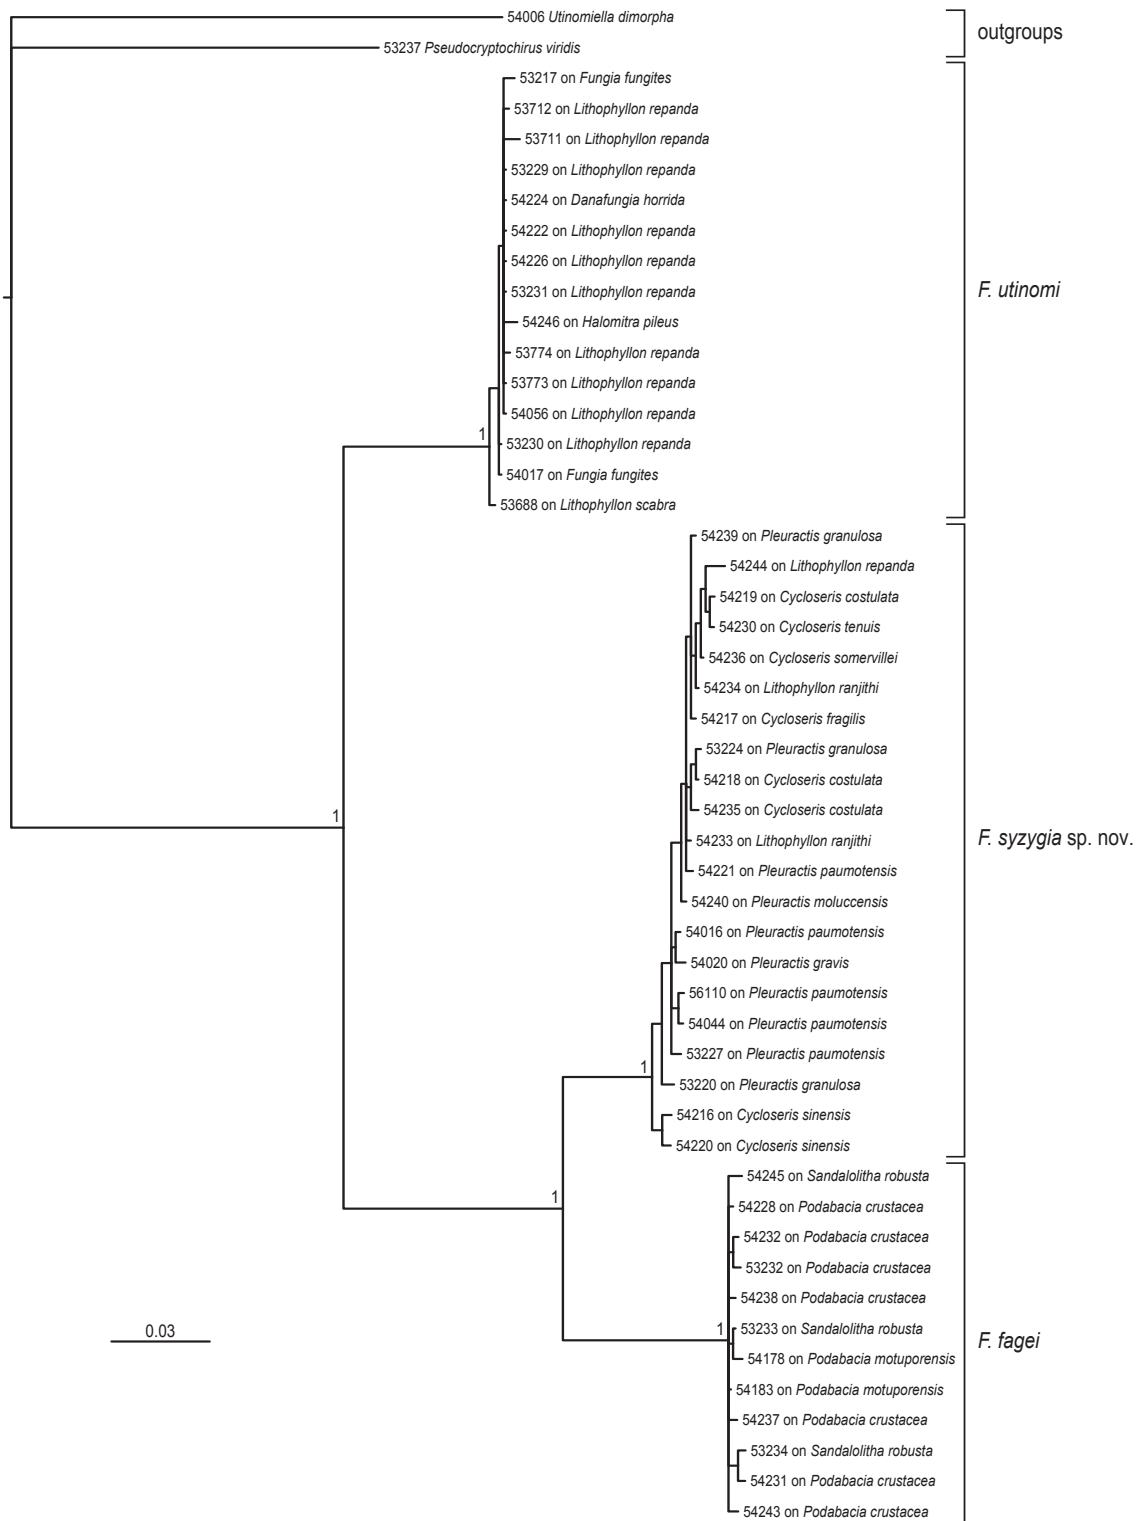 54006 Utinomiella dimorpha
outgroups
53237 Pseudocryptochirus viridis
53217 on Fungia fungites
53712 on Lithophyllon repanda
53711 on Lithophyllon repanda
53229 on Lithophyllon repanda
54224 on Danafungia horrida
54222 on Lithophyllon repanda
54226 on Lithophyllon repanda
53231 on Lithophyllon repanda
F. utinomi
54246 on Halomitra pileus
53774 on Lithophyllon repanda
53773 on Lithophyllon repanda
54056 on Lithophyllon repanda
1
53230 on Lithophyllon repanda
54017 on Fungia fungites
53688 on Lithophyllon scabra
54239 on Pleuractis granulosa
54244 on Lithophyllon repanda
54219 on Cycloseris costulata
54230 on Cycloseris tenuis
54236 on Cycloseris somervillei
54234 on Lithophyllon ranjithi
54217 on Cycloseris fragilis
53224 on Pleuractis granulosa
54218 on Cycloseris costulata
54235 on Cycloseris costulata
1
54233 on Lithophyllon ranjithi
F. syzygia sp. nov.
54221 on Pleuractis paumotensis
54240 on Pleuractis moluccensis
54016 on Pleuractis paumotensis
54020 on Pleuractis gravis
56110 on Pleuractis paumotensis
54044 on Pleuractis paumotensis
53227 on Pleuractis paumotensis
1
53220 on Pleuractis granulosa
54216 on Cycloseris sinensis
54220 on Cycloseris sinensis
54245 on Sandalolitha robusta
1
54228 on Podabacia crustacea
54232 on Podabacia crustacea
53232 on Podabacia crustacea
54238 on Podabacia crustacea
0.03
1
53233 on Sandalolitha robusta
F. fagei
54178 on Podabacia motuporensis
54183 on Podabacia motuporensis
54237 on Podabacia crustacea
53234 on Sandalolitha robusta
54231 on Podabacia crustacea
54243 on Podabacia crustacea